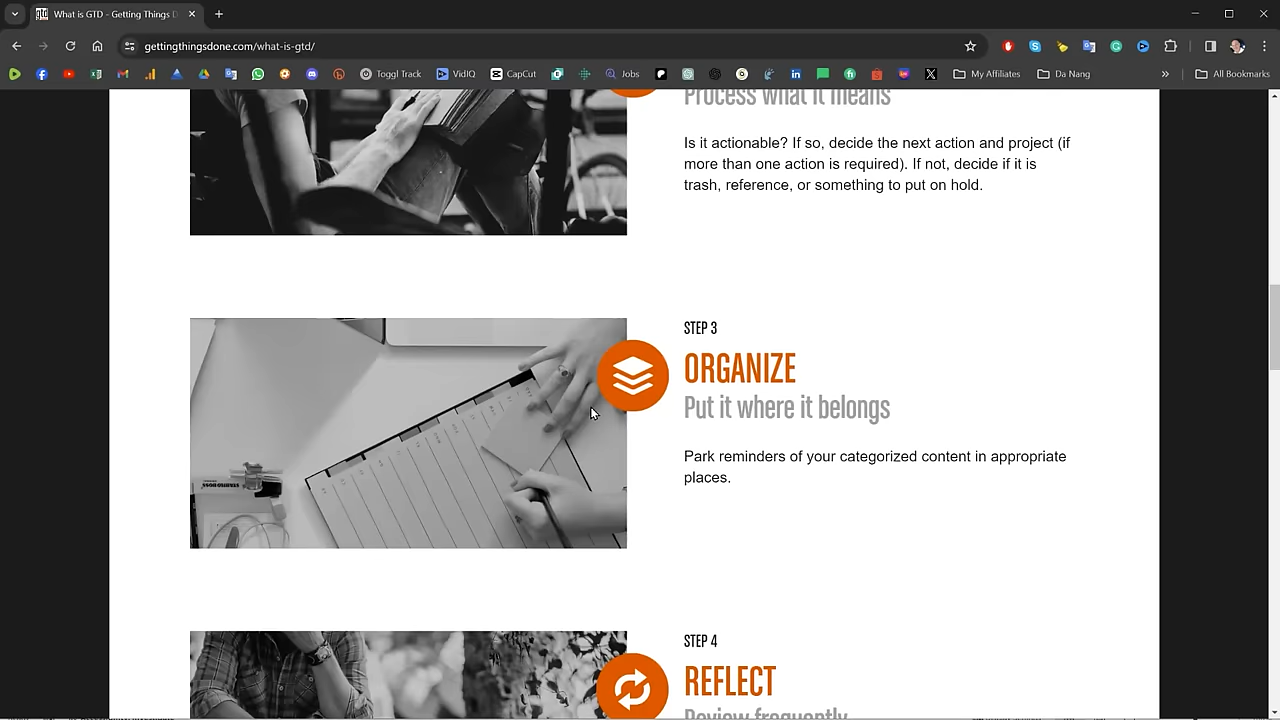 gtd What is GTD - Getting Things D
gettingthingsdone.com/what-is-gtd/
Toggl Track
VidIQ
CapCut
Jobs
My Affiliates
Da Nang
All Bookmarks
Process what it means
Is it actionable? If so, decide the next action and project (if
more than one action is required). If not, decide if it is
trash, reference, or something to put on hold.
STEP 3
ORGANIZE
Put it where it belongs
Park reminders of your categorized content in appropriate
places.
STEP 4
REFLECT
Review frequently